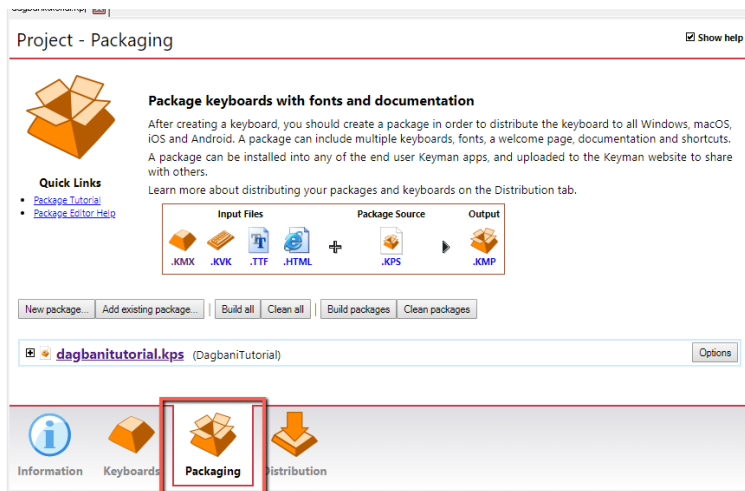 Project - Packaging
Show help
Package keyboards with fonts and documentation
After creating a keyboard, you should create a package in order to distribute the keyboard to all Windows, macOS,
iOS and Android. A package can include multiple keyboards, fonts, a welcome page, documentation and shortcuts.
A package can be installed into any of the end user Keyman apps, and uploaded to the Keyman website to share
with others.
Learn more about distributing your packages and keyboards on the Distribution tab.
Quick Links
Package Tutorial
Package Editor Help
Input Files Package Source Output
.KMX .KVK .TTF .HTML .KPS .KMP
New package... Add existing package... Build all Clean all Build packages Clean packages
dagbanitutorial.kps (DagbaniTutorial) Options
Information Keyboards Packaging Distribution